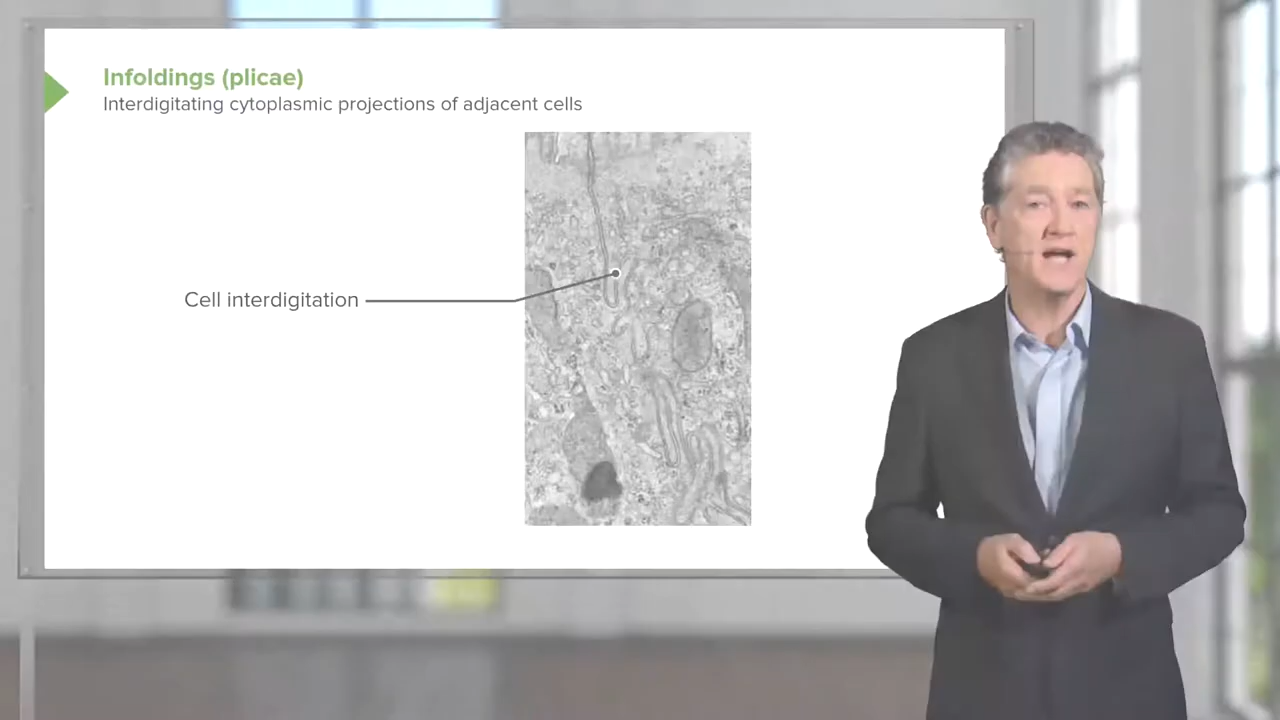 Infoldings (plicae)
Interdigitating cytoplasmic projections of adjacent cells
Cell interdigitation